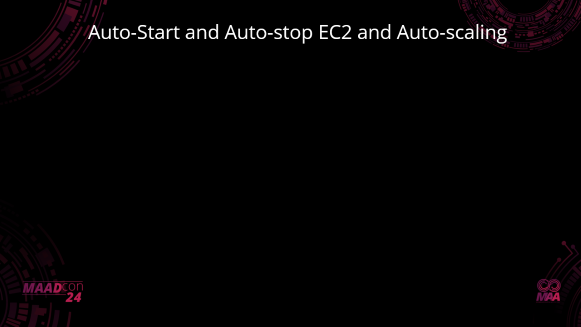 Auto-Start and Auto-stop EC2 and Auto-scaling
MAADcon
24
MAA